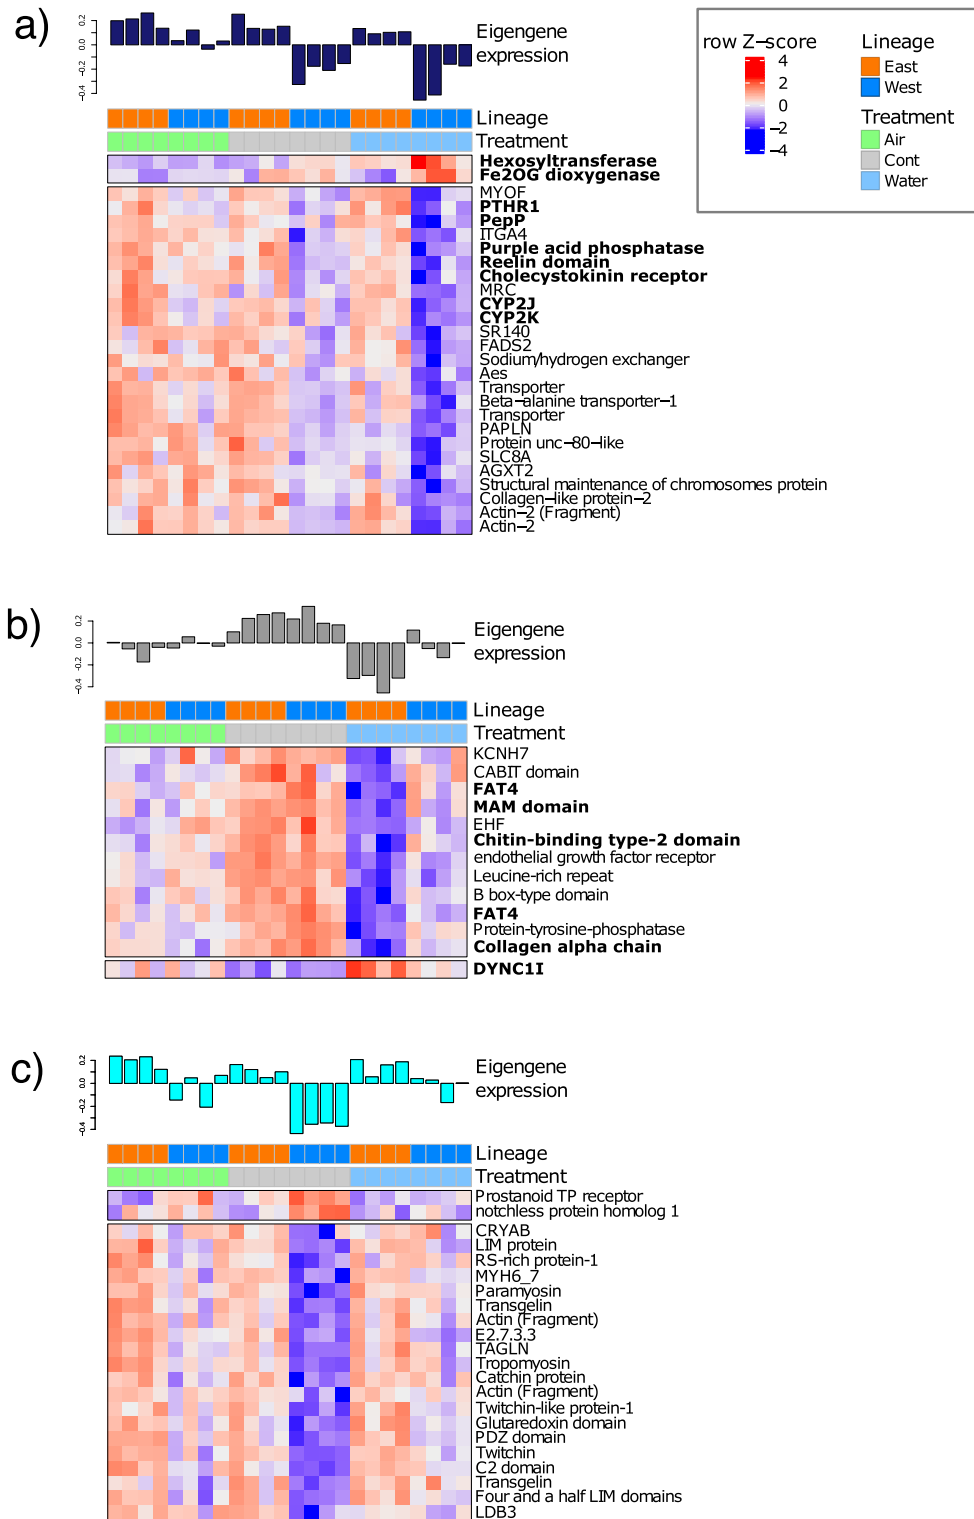 a)
0.2
0.0
−0.2
−0.4
Eigengene
expression
Lineage
Treatment
row Z−score
4
2
0
−2
−4
Lineage
East
West
Treatment
Air
Cont
Water
Hexosyltransferase
Fe2OG dioxygenase
MYOF
PTHR1
PepP
ITGA4
Purple acid phosphatase
Reelin domain
Cholecystokinin receptor
MRC
CYP2J
CYP2K
SR140
FADS2
Sodium/hydrogen exchanger
Aes
Transporter
Beta−alanine transporter−1
Transporter
PAPLN
Protein unc−80−like
SLC8A
AGXT2
Structural maintenance of chromosomes protein
Collagen−like protein−2
Actin−2 (Fragment)
Actin−2
b)
0.2
0.0
−0.2
−0.4
Eigengene
expression
Lineage
Treatment
KCNH7
CABIT domain
FAT4
MAM domain
EHF
Chitin-binding type-2 domain
endothelial growth factor receptor
Leucine-rich repeat
B box-type domain
FAT4
Protein-tyrosine-phosphatase
Collagen alpha chain
DYNC1I
c)
0.2
0.0
−0.2
−0.4
Eigengene
expression
Lineage
Treatment
Prostanoid TP receptor
notchless protein homolog 1
CRYAB
LIM protein
RS-rich protein-1
MYH6_7
Paramyosin
Transgelin
Actin (Fragment)
E2.7.3.3
TAGLN
Tropomyosin
Catchin protein
Actin (Fragment)
Twitchin-like protein-1
Glutaredoxin domain
PDZ domain
Twitchin
C2 domain
Transgelin
Four and a half LIM domains
LDB3